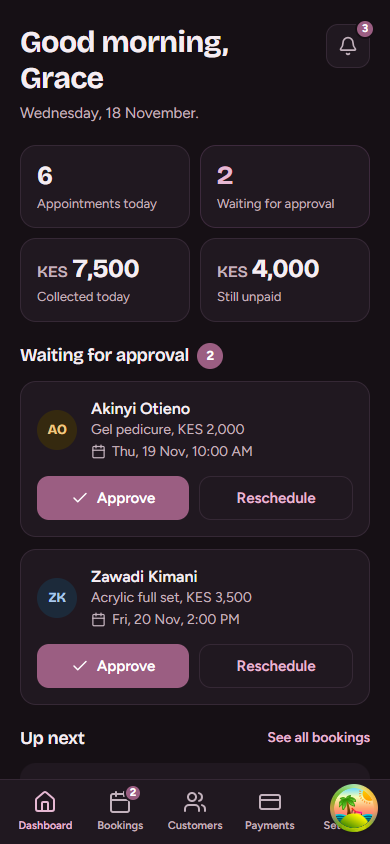 Good morning,
Grace
3
Wednesday, 18 November.
6
Appointments today
2
Waiting for approval
KES 7,500
Collected today
KES 4,000
Still unpaid
Waiting for approval 2
AO
Akinyi Otieno
Gel pedicure, KES 2,000
Thu, 19 Nov, 10:00 AM
Approve
Reschedule
ZK
Zawadi Kimani
Acrylic full set, KES 3,500
Fri, 20 Nov, 2:00 PM
Approve
Reschedule
Up next
See all bookings
2
Dashboard
Bookings
Customers
Payments